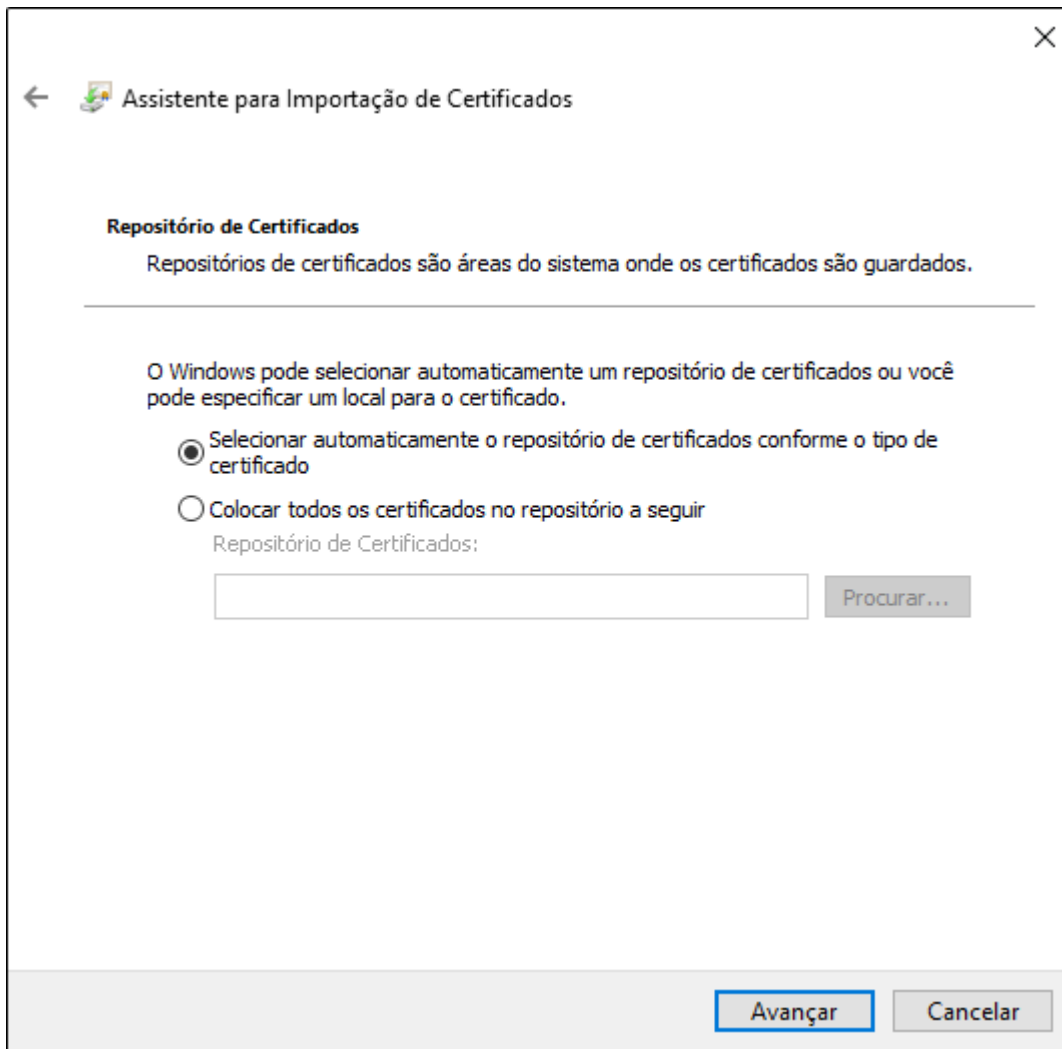 Assistente para Importação de Certificados
Repositório de Certificados
Repositórios de certificados são áreas do sistema onde os certificados são guardados.
O Windows pode selecionar automaticamente um repositório de certificados ou você
pode especificar um local para o certificado.
Selecionar automaticamente o repositório de certificados conforme o tipo de
certificado
Colocar todos os certificados no repositório a seguir
Repositório de Certificados:
Procurar...
Avançar
Cancelar